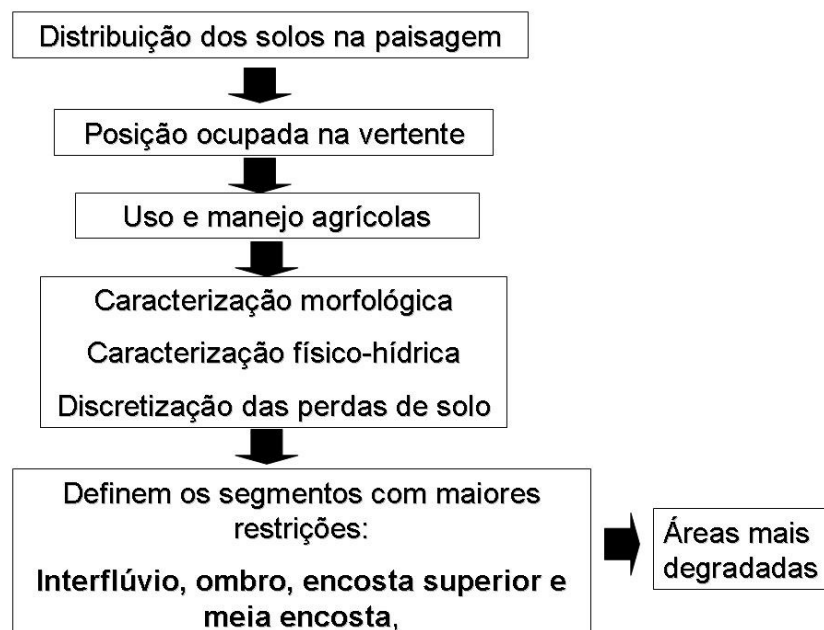 Distribuição dos solos na paisagem
Posição ocupada na vertente
Uso e manejo agrícolas
Caracterização morfológica
Caracterização físico-hídrica
Discretização das perdas de solo
Definem os segmentos com maiores
restrições:
Interflúvio, ombro, encosta superior e
meia encosta,
Áreas mais
degradadas